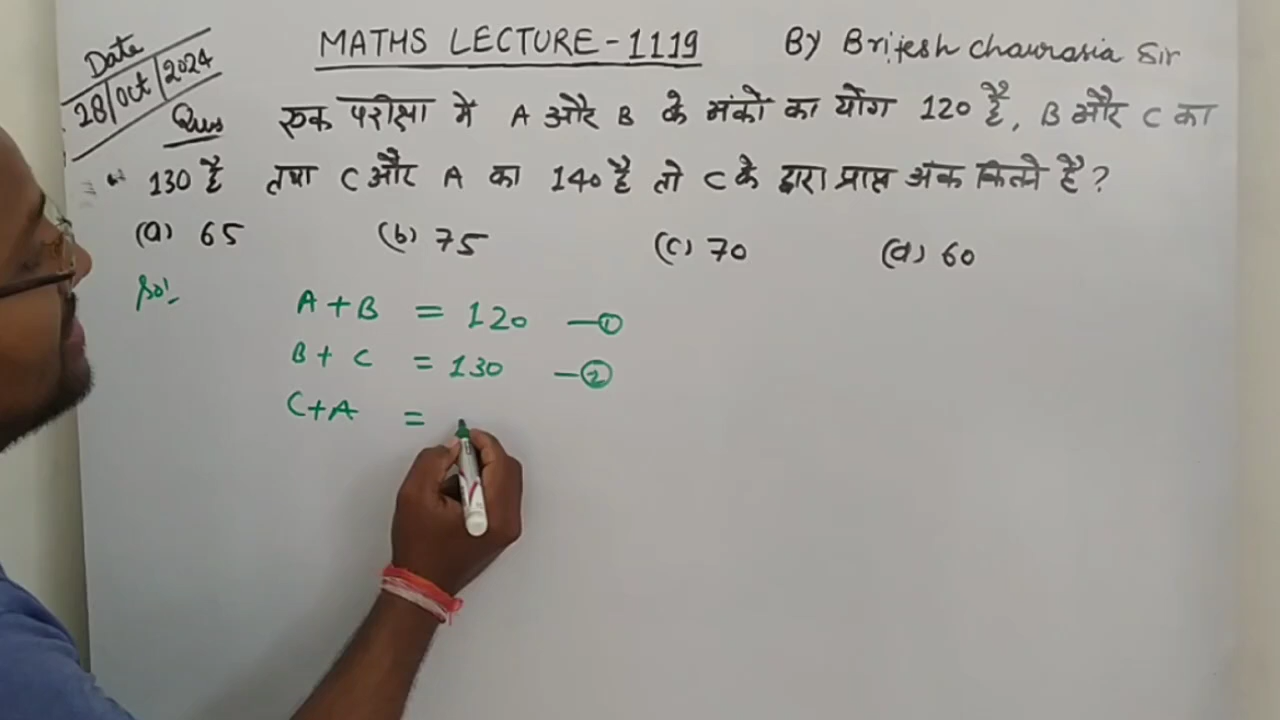 MATHS LECTURE-1119
By Brijesh Chaurasia Sir
Date
28/Oct/2024
Ques एक परीक्षा में A और B के अंकों का योग 120 है, B और C का
130 है तथा C और A का 140 है तो C के द्वारा प्राप्त अंक कितने है?
(a) 65 (b) 75 (c) 70 (d) 60
Sol
A + B = 120 —①
B + C = 130 —②
C + A =